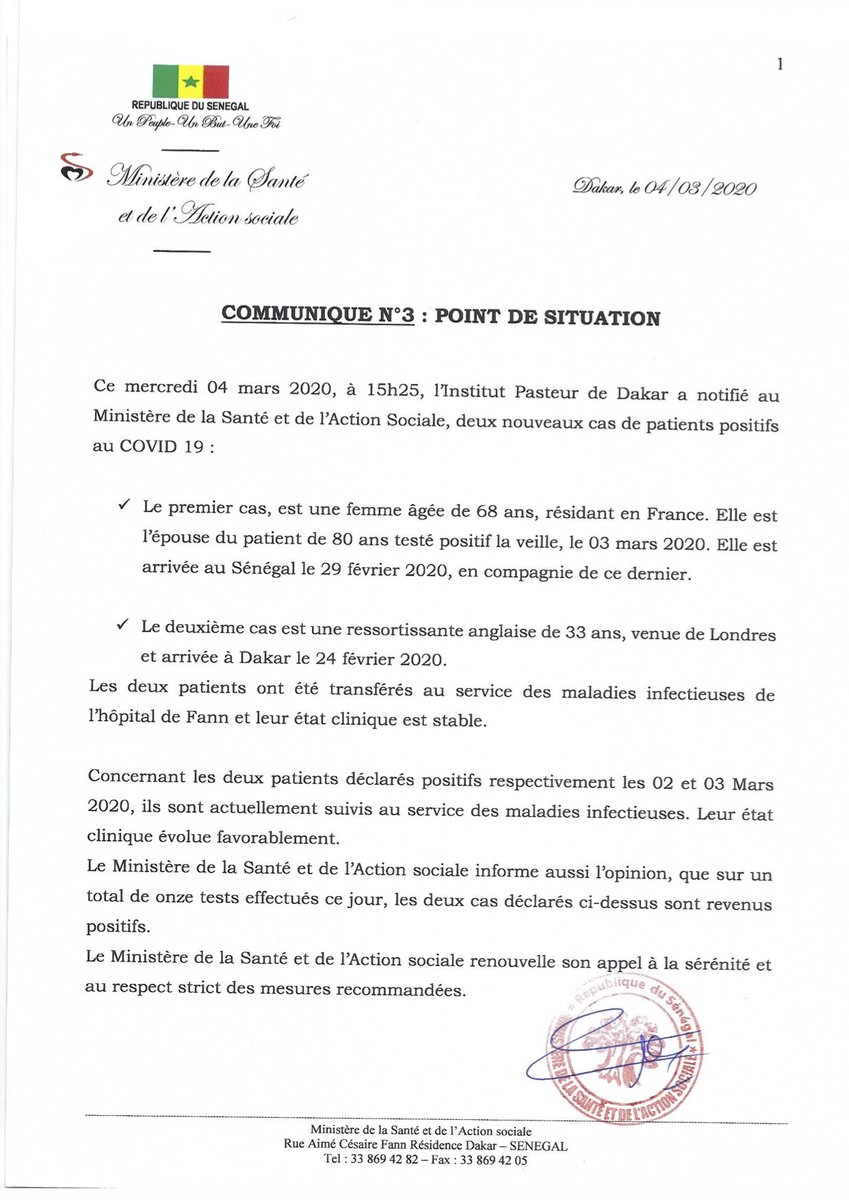 1
REPUBLIQUE DU SENEGAL
Un Peuple-Un But-Une Foi
Ministère de la Santé
et de l'Action sociale
Dakar, le 04/03/2020
COMMUNIQUE N°3 : POINT DE SITUATION
Ce mercredi 04 mars 2020, à 15h25, l'Institut Pasteur de Dakar a notifié au
Ministère de la Santé et de l'Action Sociale, deux nouveaux cas de patients positifs
au COVID 19 :
✓ Le premier cas, est une femme âgée de 68 ans, résidant en France. Elle est
l'épouse du patient de 80 ans testé positif la veille, le 03 mars 2020. Elle est
arrivée au Sénégal le 29 février 2020, en compagnie de ce dernier.
✓ Le deuxième cas est une ressortissante anglaise de 33 ans, venue de Londres
et arrivée à Dakar le 24 février 2020.
Les deux patients ont été transférés au service des maladies infectieuses de
l'hôpital de Fann et leur état clinique est stable.
Concernant les deux patients déclarés positifs respectivement les 02 et 03 Mars
2020, ils sont actuellement suivis au service des maladies infectieuses. Leur état
clinique évolue favorablement.
Le Ministère de la Santé et de l'Action sociale informe aussi l'opinion, que sur un
total de onze tests effectués ce jour, les deux cas déclarés ci-dessus sont revenus
positifs.
Le Ministère de la Santé et de l'Action sociale renouvelle son appel à la sérénité et
au respect strict des mesures recommandées.
République du Sénégal
MINISTÈRE DE LA SANTÉ ET DE L'ACTION SOCIALE
Ministère de la Santé et de l'Action sociale
Rue Aimé Césaire Fann Résidence Dakar – SENEGAL
Tel : 33 869 42 82 – Fax : 33 869 42 05